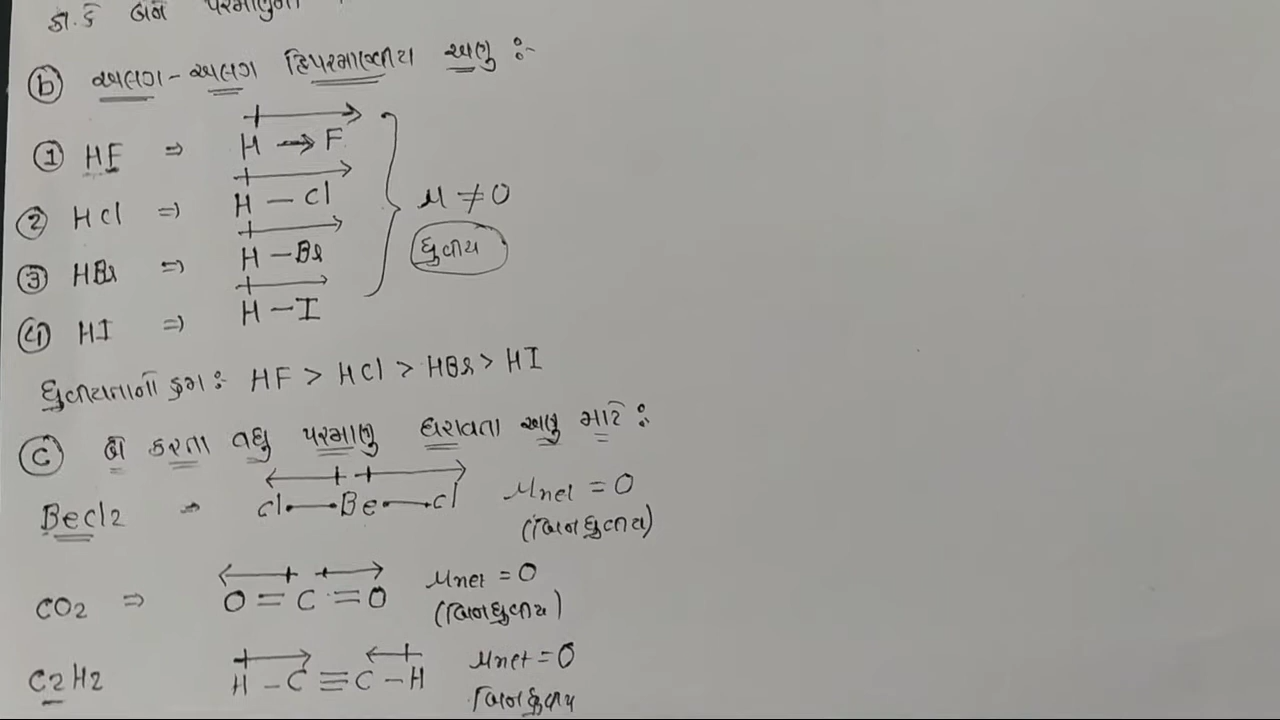 કા.કે બંને પરમાણુના
(b) અલગ-અલગ દ્વિપરમાણ્વીય અણુ :-
① HF ⇒ H → F
② HCl ⇒ H – Cl
③ HBr ⇒ H – Br
④ HI ⇒ H – I
μ ≠ 0
ધ્રુવીય
ધ્રુવીયતાનો ક્રમ :- HF > HCl > HBr > HI
(C) બે કરતા વધુ પરમાણુ ધરાવતા અણુ માટે :
BeCl2 → Cl – Be – Cl μnet = 0
(બિનધ્રુવીય)
CO2 ⇒ O = C = O μnet = 0
(બિનધ્રુવીય)
C2H2 H – C ≡ C – H μnet = 0
બિનધ્રુવીય